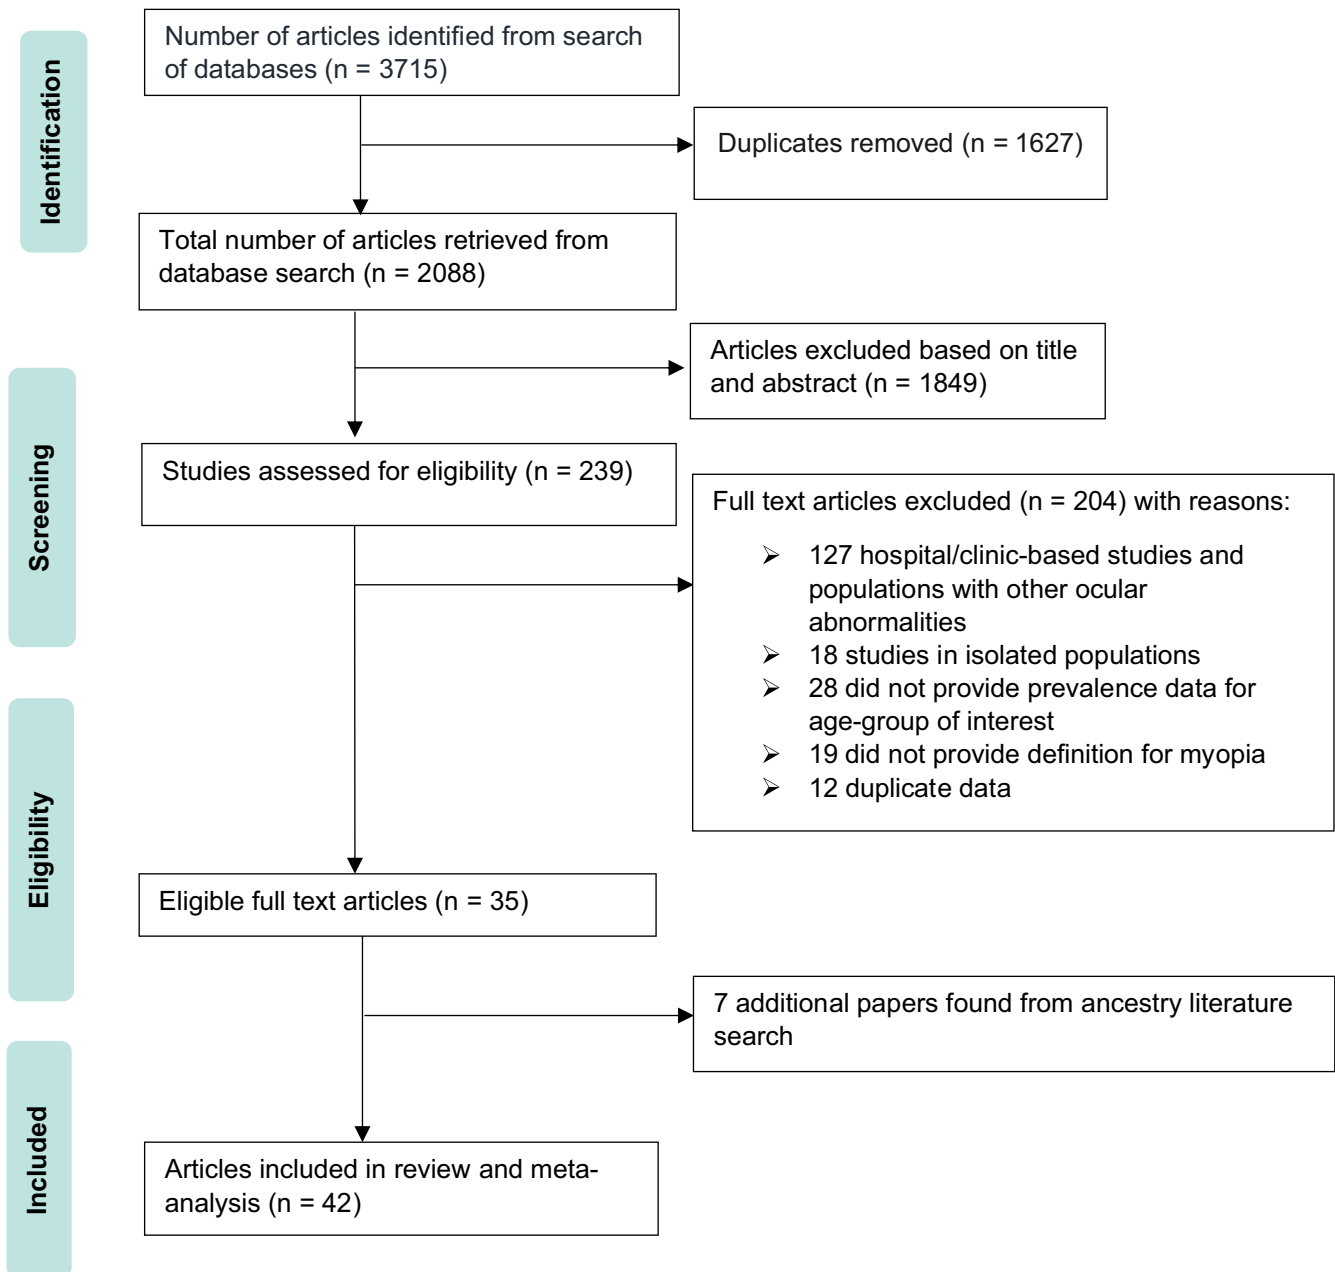 Identification
Number of articles identified from search
of databases (n = 3715)
Duplicates removed (n = 1627)
Total number of articles retrieved from
database search (n = 2088)
Screening
Articles excluded based on title
and abstract (n = 1849)
Studies assessed for eligibility (n = 239)
Full text articles excluded (n = 204) with reasons:
➢ 127 hospital/clinic-based studies and
populations with other ocular
abnormalities
➢ 18 studies in isolated populations
➢ 28 did not provide prevalence data for
age-group of interest
➢ 19 did not provide definition for myopia
➢ 12 duplicate data
Eligibility
Eligible full text articles (n = 35)
7 additional papers found from ancestry literature
search
Included
Articles included in review and meta-
analysis (n = 42)